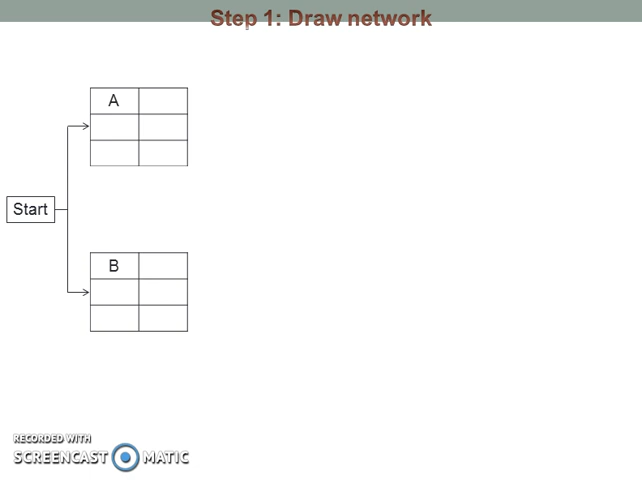 Step 1: Draw network
A
Start
B
RECORDED WITH
SCREENCAST MATIC